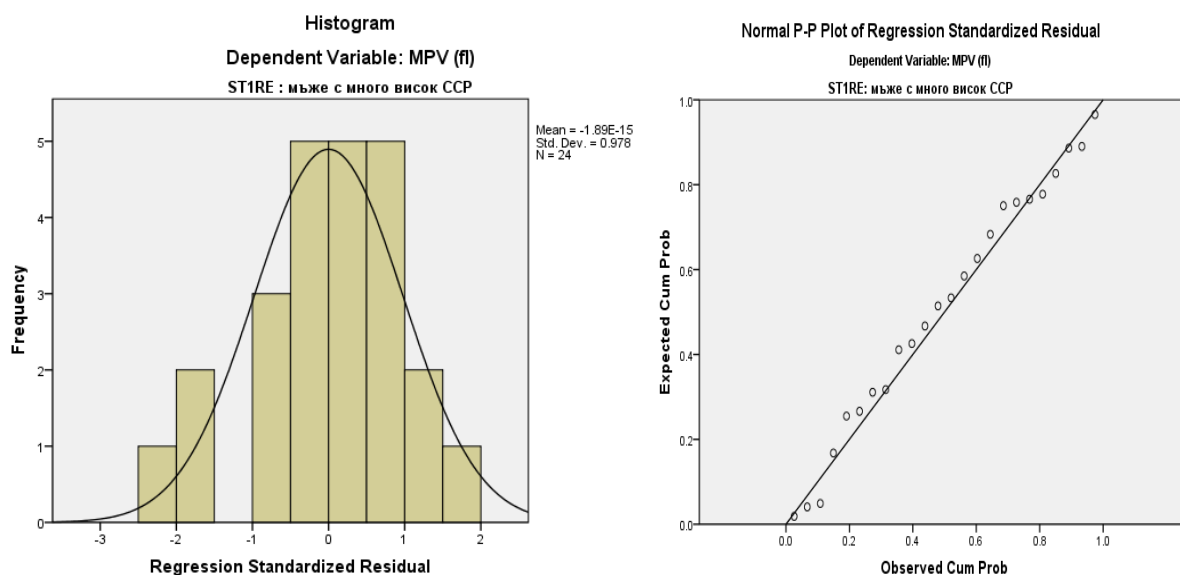 Histogram
Dependent Variable: MPV (fl)
ST1RE : мъже с много висок ССР
Mean = -1.89E-15
Std. Dev. = 0.978
N = 24
Frequency
5
4
3
2
1
0
-3 -2 -1 0 1 2
Regression Standardized Residual
Normal P-P Plot of Regression Standardized Residual
Dependent Variable: MPV (fl)
ST1RE: мъже с много висок ССР
Expected Cum Prob
1.0
0.8
0.6
0.4
0.2
0.0
0.0 0.2 0.4 0.6 0.8 1.0
Observed Cum Prob